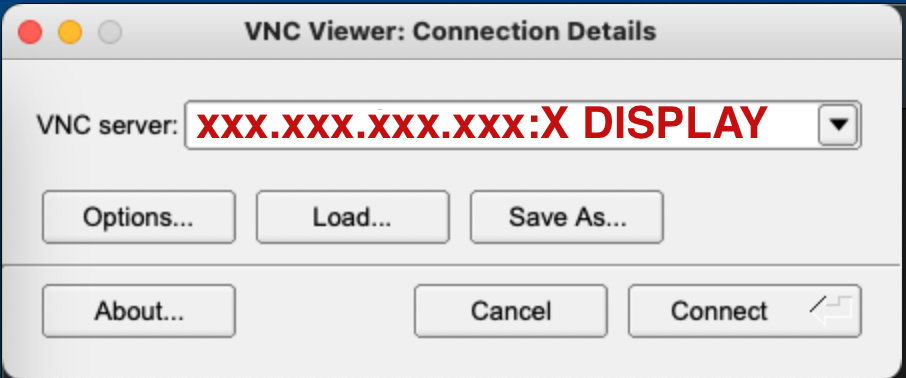 VNC Viewer: Connection Details
VNC server: xxx.xxx.xxx.xxx:X DISPLAY
Options... Load... Save As...
About... Cancel Connect